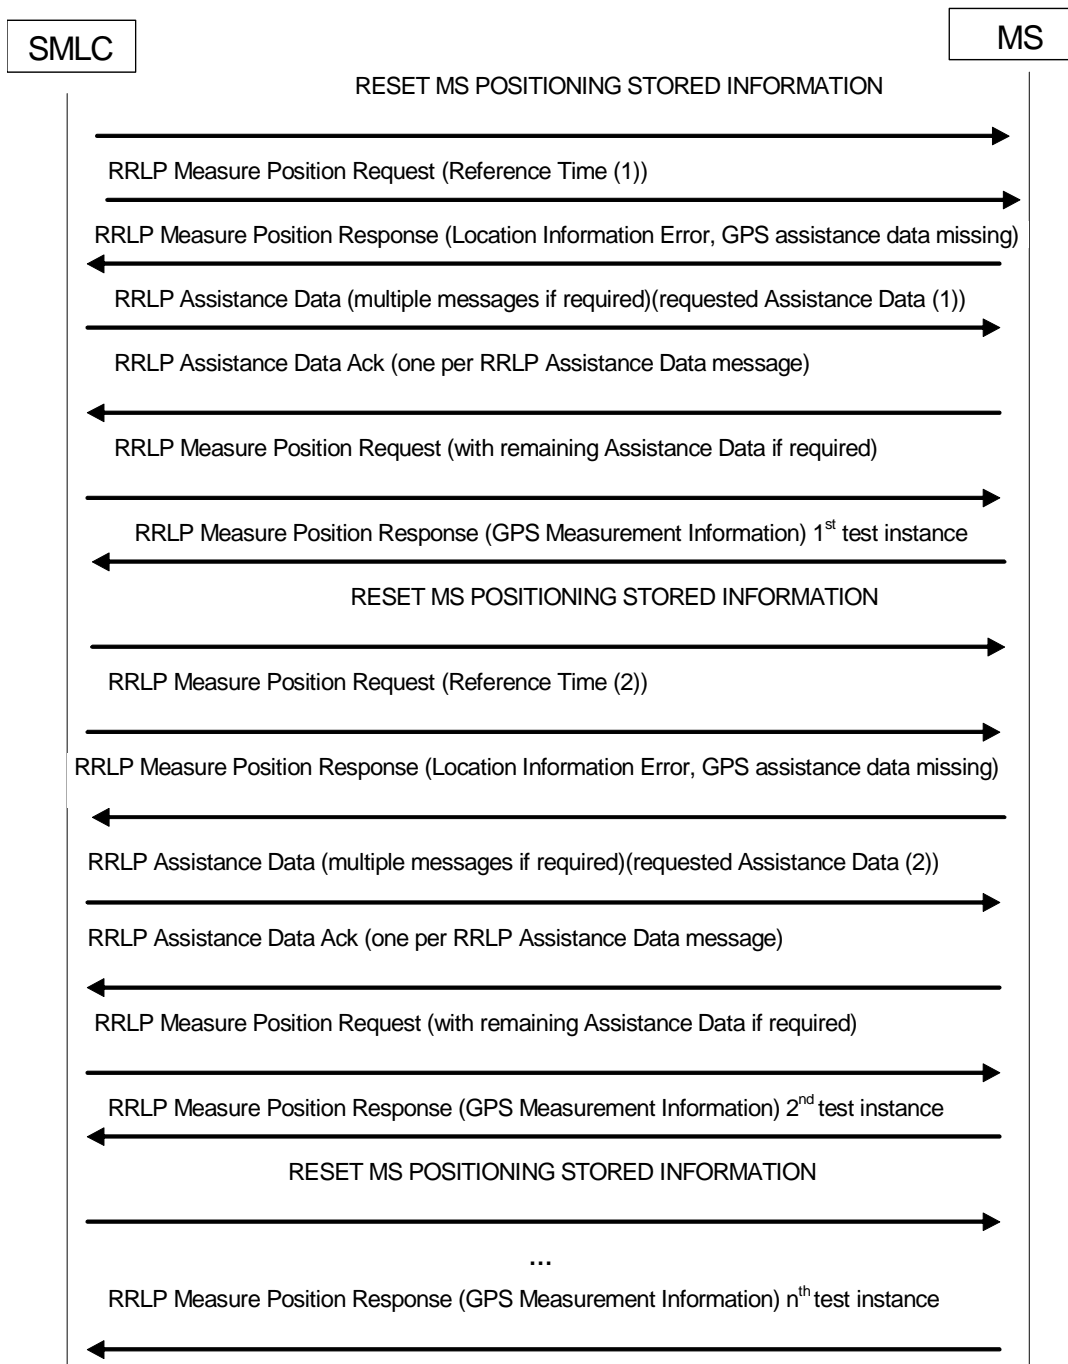 SMLC
MS
RESET MS POSITIONING STORED INFORMATION
RRLP Measure Position Request (Reference Time (1))
RRLP Measure Position Response (Location Information Error, GPS assistance data missing)
RRLP Assistance Data (multiple messages if required)(requested Assistance Data (1))
RRLP Assistance Data Ack (one per RRLP Assistance Data message)
RRLP Measure Position Request (with remaining Assistance Data if required)
RRLP Measure Position Response (GPS Measurement Information) 1st test instance
RESET MS POSITIONING STORED INFORMATION
RRLP Measure Position Request (Reference Time (2))
RRLP Measure Position Response (Location Information Error, GPS assistance data missing)
RRLP Assistance Data (multiple messages if required)(requested Assistance Data (2))
RRLP Assistance Data Ack (one per RRLP Assistance Data message)
RRLP Measure Position Request (with remaining Assistance Data if required)
RRLP Measure Position Response (GPS Measurement Information) 2nd test instance
RESET MS POSITIONING STORED INFORMATION
...
RRLP Measure Position Response (GPS Measurement Information) nth test instance